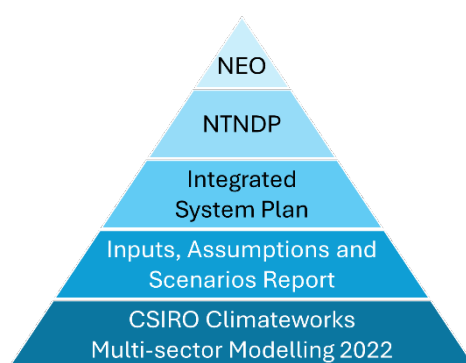 NEO
NTNDP
Integrated
System Plan
Inputs, Assumptions and
Scenarios Report
CSIRO Climateworks
Multi-sector Modelling 2022